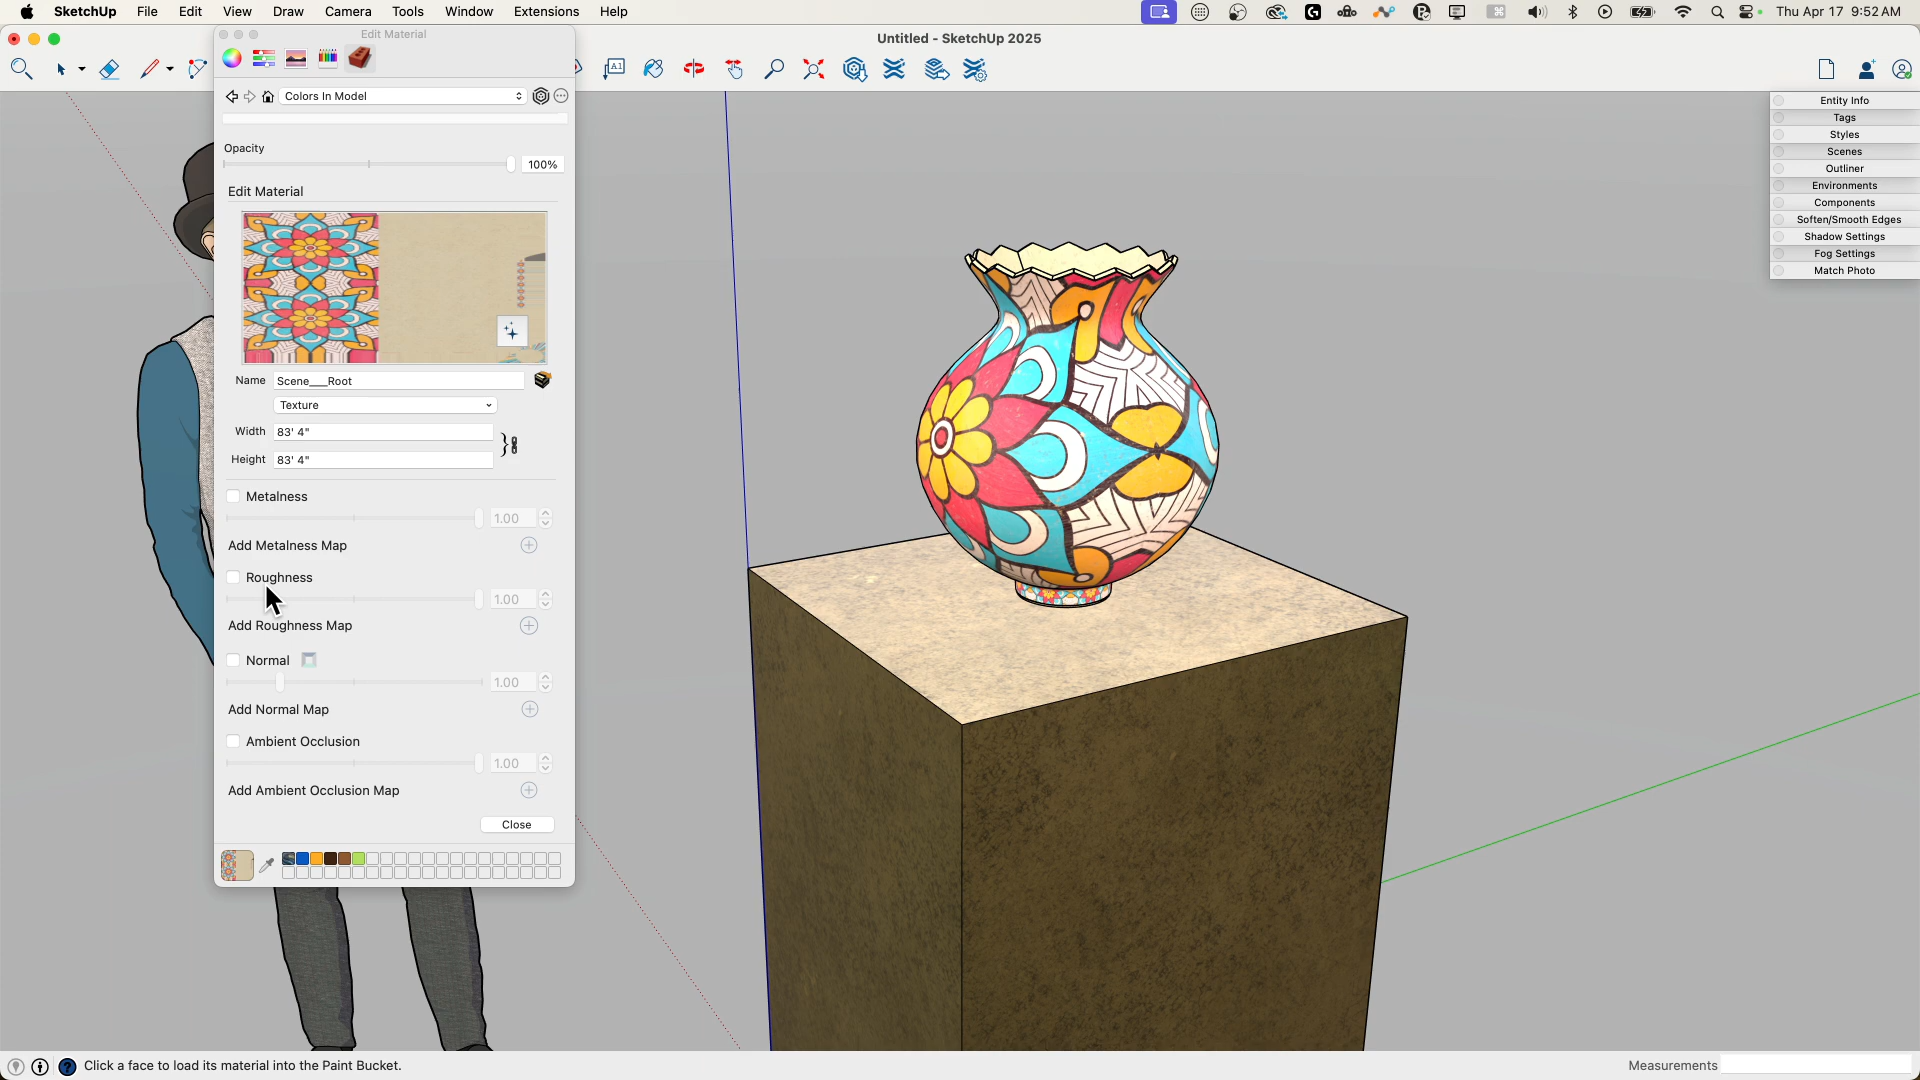 SketchUp File Edit View Draw Camera Tools Window Extensions Help
Thu Apr 17 9:52 AM
Edit Material
Untitled - SketchUp 2025
A1
Colors In Model
Opacity
100%
Edit Material
Name Scene___Root
Texture
Width 83' 4"
Height 83' 4"
Metalness
1.00
Add Metalness Map
Roughness
1.00
Add Roughness Map
Normal
1.00
Add Normal Map
Ambient Occlusion
1.00
Add Ambient Occlusion Map
Close
Entity Info
Tags
Styles
Scenes
Outliner
Environments
Components
Soften/Smooth Edges
Shadow Settings
Fog Settings
Match Photo
Click a face to load its material into the Paint Bucket.
Measurements